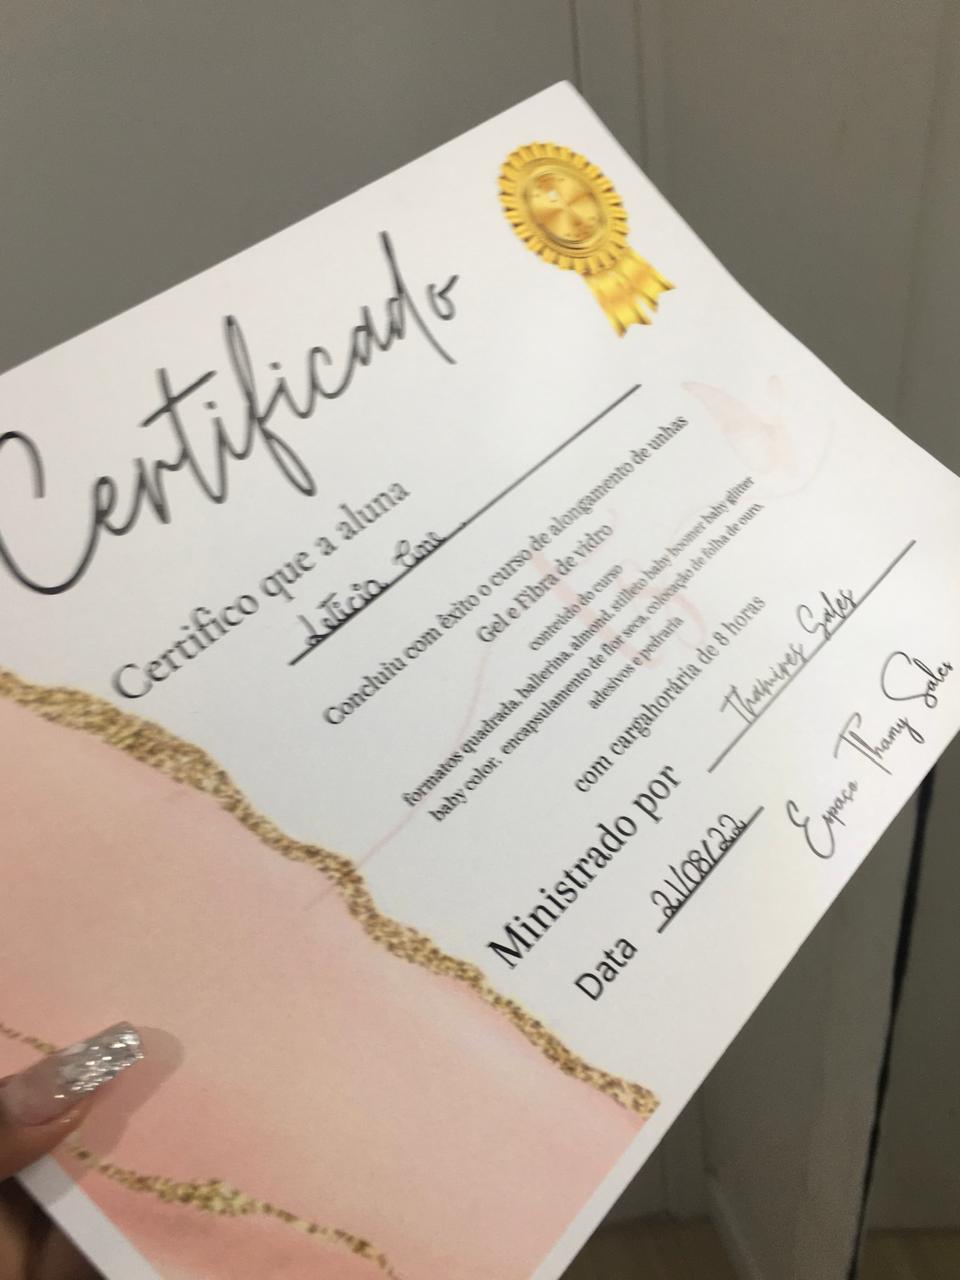 Certificado
Certifico que a aluna
Letícia
Concluiu com êxito o curso de alongamento de unhas
Gel e Fibra de vidro
conteúdo do curso
formatos quadrada, ballerina, almond, stilleto baby boomer baby glitter
baby color, encapsulamento de flor seca, colocação de folha de ouro,
adesivos e pedraria
com cargahorária de 8 horas
Ministrado por Thamires Sales
Data 21/08/22
Espaço Thamy Sales